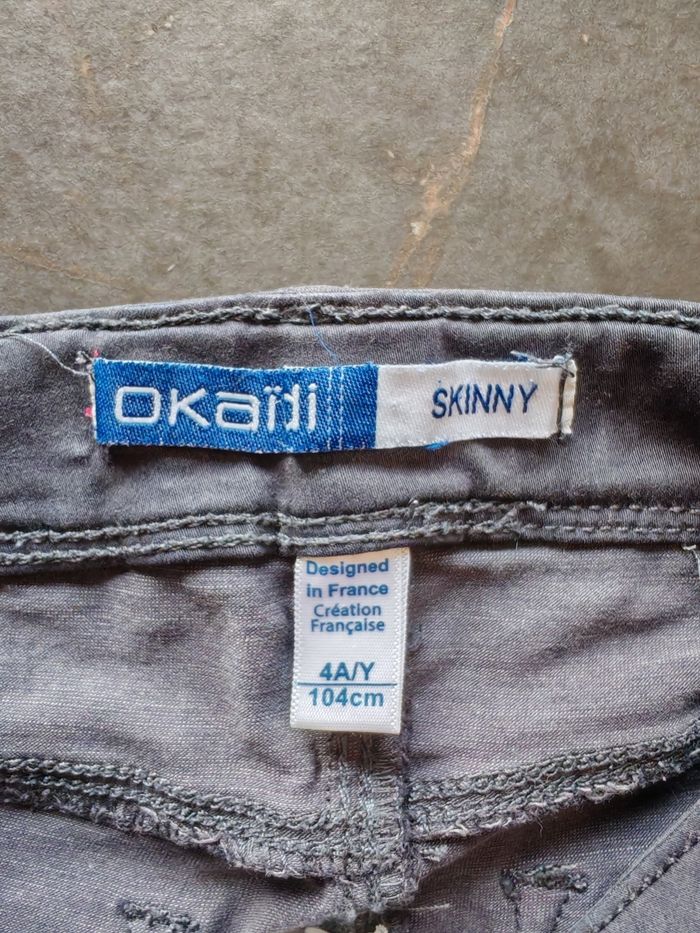 OKAïDI
SKINNY
Designed
in France
Création
Française
4A/Y
104cm